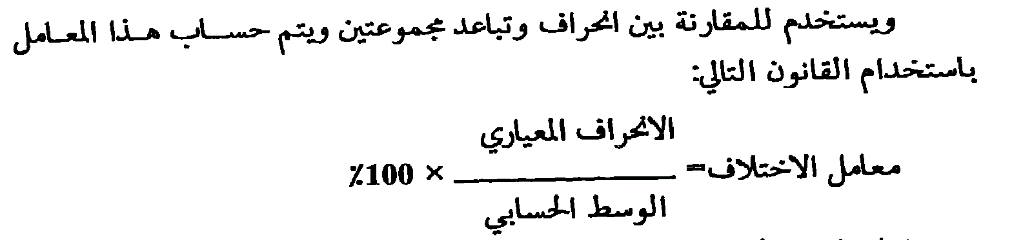 ويستخدم للمقارنة بين انحراف وتباعد مجموعتين ويتم حساب هذا المعامل
باستخدام القانون التالي:
الانحراف المعياري
معامل الاختلاف= ــــــــــــــ × 100٪
الوسط الحسابي